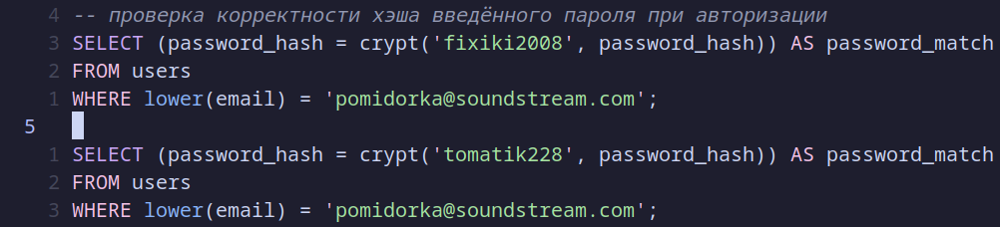 4 -- проверка корректности хэша введённого пароля при авторизации
3 SELECT (password_hash = crypt('fixiki2008', password_hash)) AS password_match
2 FROM users
1 WHERE lower(email) = 'pomidorka@soundstream.com';
5
1 SELECT (password_hash = crypt('tomatik228', password_hash)) AS password_match
2 FROM users
3 WHERE lower(email) = 'pomidorka@soundstream.com';